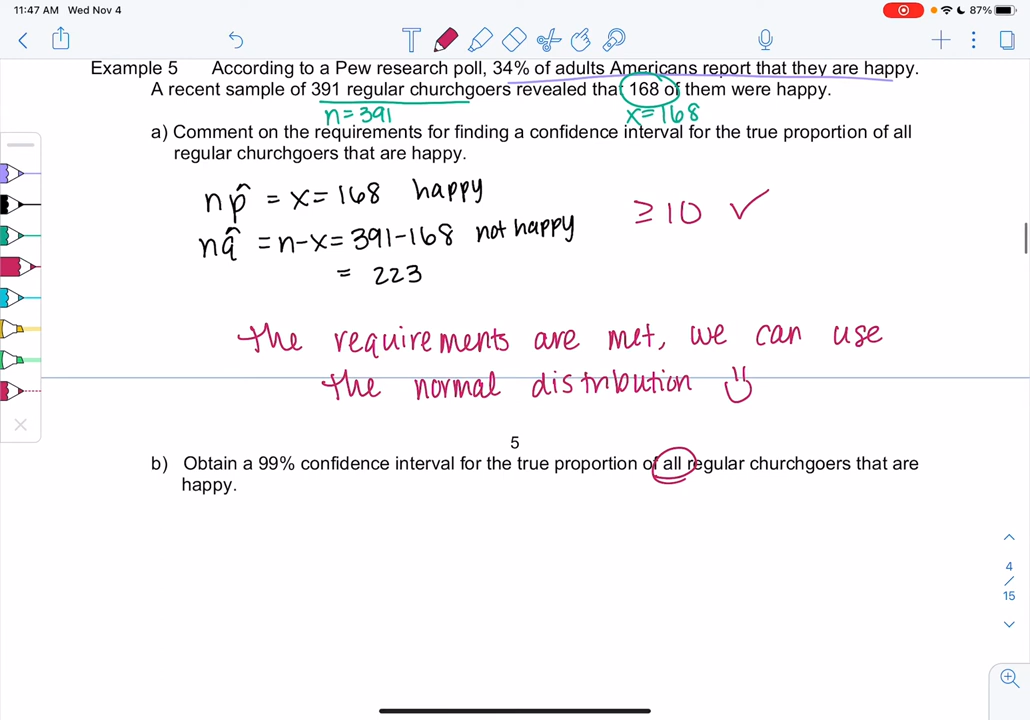 11:47 AM Wed Nov 4
87%
T
Example 5 According to a Pew research poll, 34% of adults Americans report that they are happy.
A recent sample of 391 regular churchgoers revealed that 168 of them were happy.
n = 391 x = 168
a) Comment on the requirements for finding a confidence interval for the true proportion of all
regular churchgoers that are happy.
n p̂ = x = 168 happy
≥ 10 ✓
n q̂ = n - x = 391 - 168 not happy
= 223
the requirements are met, we can use
the normal distribution
5
b) Obtain a 99% confidence interval for the true proportion of all regular churchgoers that are
happy.
4
/
15